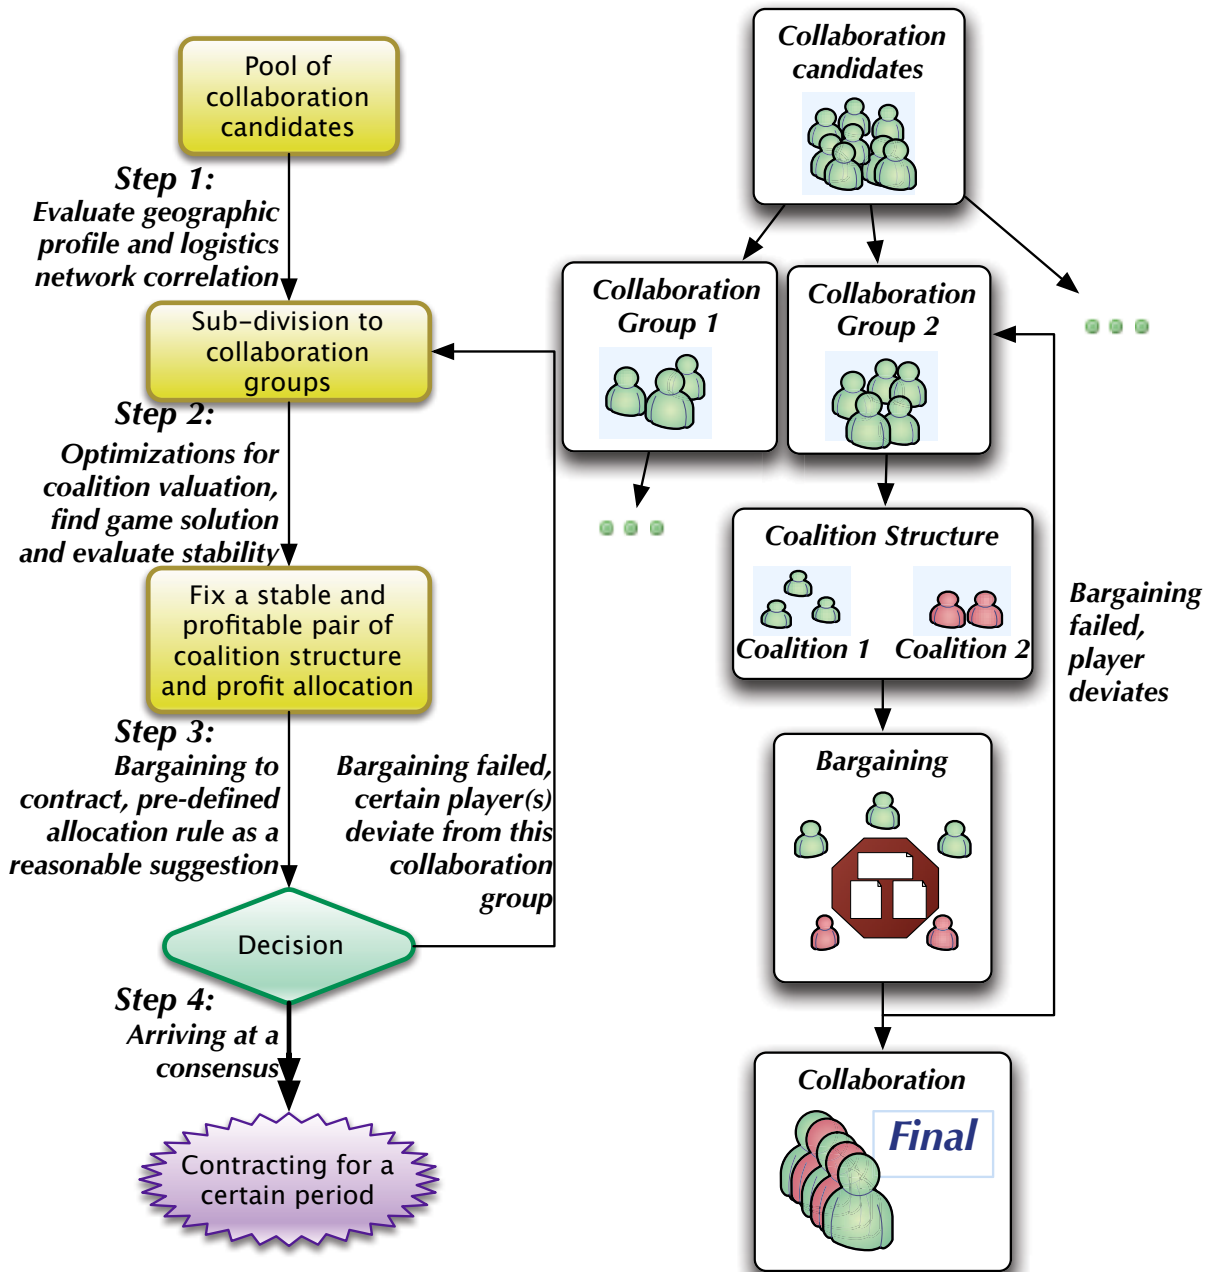 Pool of
collaboration
candidates
Step 1:
Evaluate geographic
profile and logistics
network correlation
Sub-division to
collaboration
groups
Step 2:
Optimizations for
coalition valuation,
find game solution
and evaluate stability
Fix a stable and
profitable pair of
coalition structure
and profit allocation
Step 3:
Bargaining to
contract, pre-defined
allocation rule as a
reasonable suggestion
Bargaining failed,
certain player(s)
deviate from this
collaboration
group
Decision
Step 4:
Arriving at a
consensus
Contracting for a
certain period
Collaboration
candidates
Collaboration
Group 1
Collaboration
Group 2
Coalition Structure
Coalition 1
Coalition 2
Bargaining
failed,
player
deviates
Bargaining
Collaboration
Final